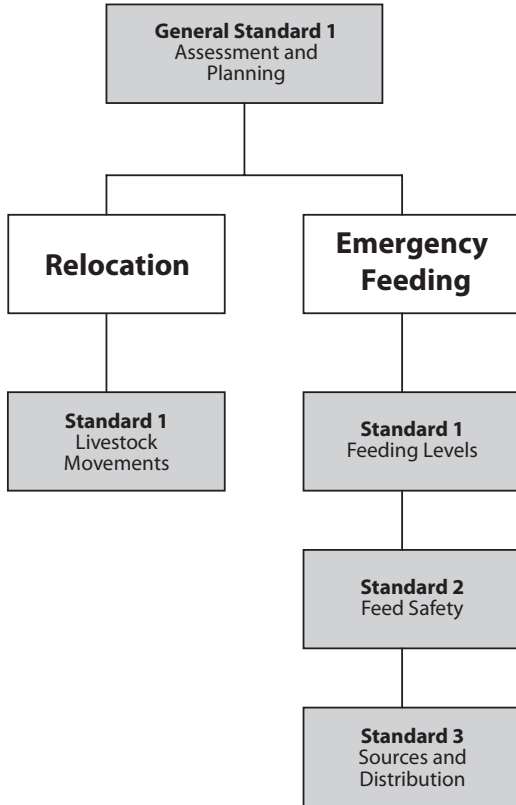 General Standard 1
Assessment and
Planning
Relocation
Emergency
Feeding
Standard 1
Livestock
Movements
Standard 1
Feeding Levels
Standard 2
Feed Safety
Standard 3
Sources and
Distribution